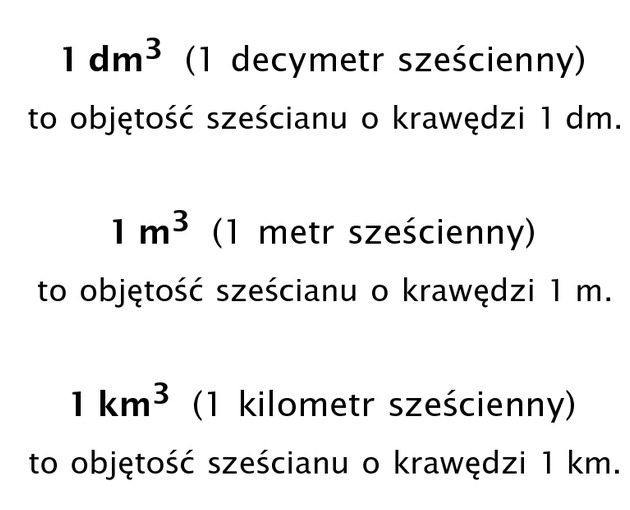 1 dm³ (1 decymetr sześcienny)
to objętość sześcianu o krawędzi 1 dm.
1 m³ (1 metr sześcienny)
to objętość sześcianu o krawędzi 1 m.
1 km³ (1 kilometr sześcienny)
to objętość sześcianu o krawędzi 1 km.